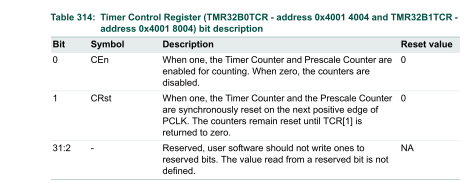 Table 314: Timer Control Register (TMR32B0TCR - address 0x4001 4004 and TMR32B1TCR -
address 0x4001 8004) bit description
Bit Symbol Description Reset value
0 CEn When one, the Timer Counter and Prescale Counter are 0
enabled for counting. When zero, the counters are
disabled.
1 CRst When one, the Timer Counter and the Prescale Counter 0
are synchronously reset on the next positive edge of
PCLK. The counters remain reset until TCR[1] is
returned to zero.
31:2 - Reserved, user software should not write ones to NA
reserved bits. The value read from a reserved bit is not
defined.